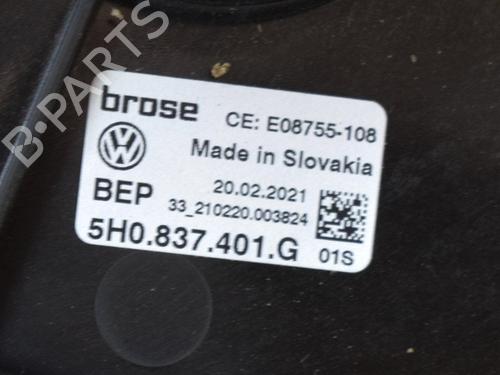 B-PARTS
brose
CE: E08755-108
Made in Slovakia
BEP
20.02.2021
33_210220.003824
5H0.837.401.G
01S